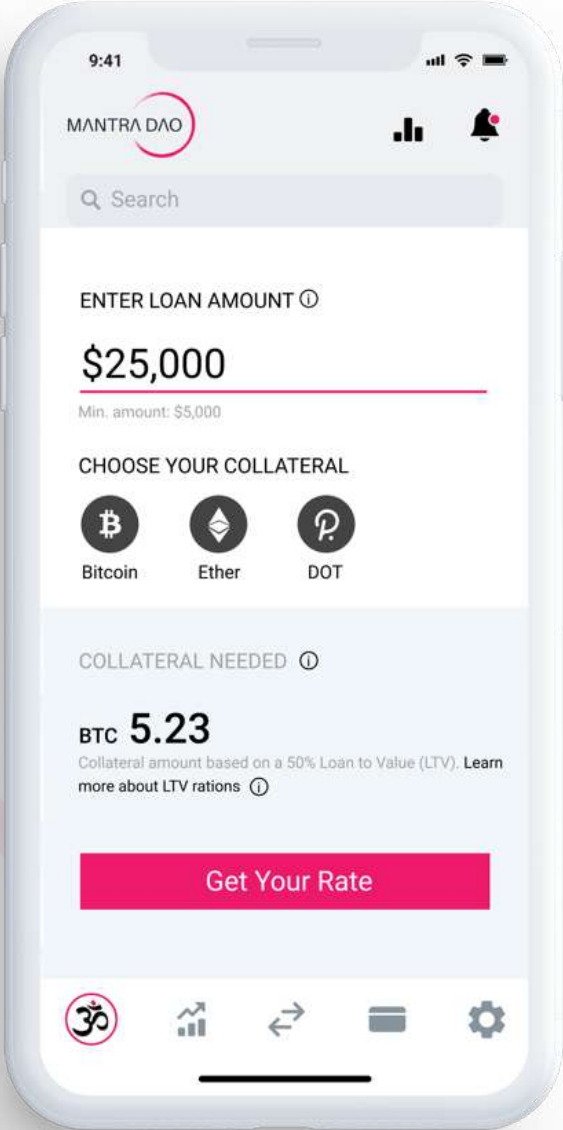 9:41
MANTRA DAO
Search
ENTER LOAN AMOUNT
$25,000
Min. amount: $5,000
CHOOSE YOUR COLLATERAL
Bitcoin Ether DOT
COLLATERAL NEEDED
BTC 5.23
Collateral amount based on a 50% Loan to Value (LTV). Learn
more about LTV rations
Get Your Rate
ॐ